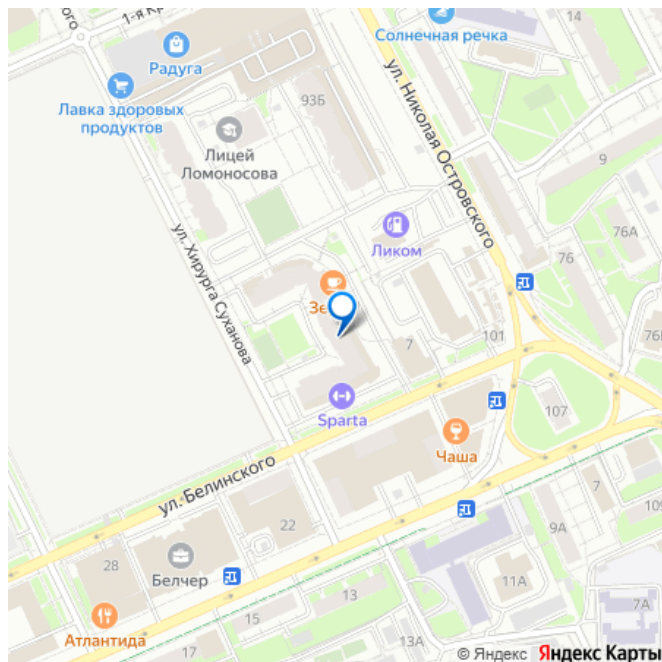 1-я К
ого
Солнечная речка
14
Радуга
93Б
Лавка здоровых
продуктов
ул. Николая Островского
Лицей
Ломоносова
9
76А
Ликом
76
ул. Хирурга Суханова
101
7
Sparta
107
Чаша
ул. Белинского
7
22
9А
28
Белчер
11А
15
13
7А
Атлантида
17
13А
© Яндекс Яндекс Карты